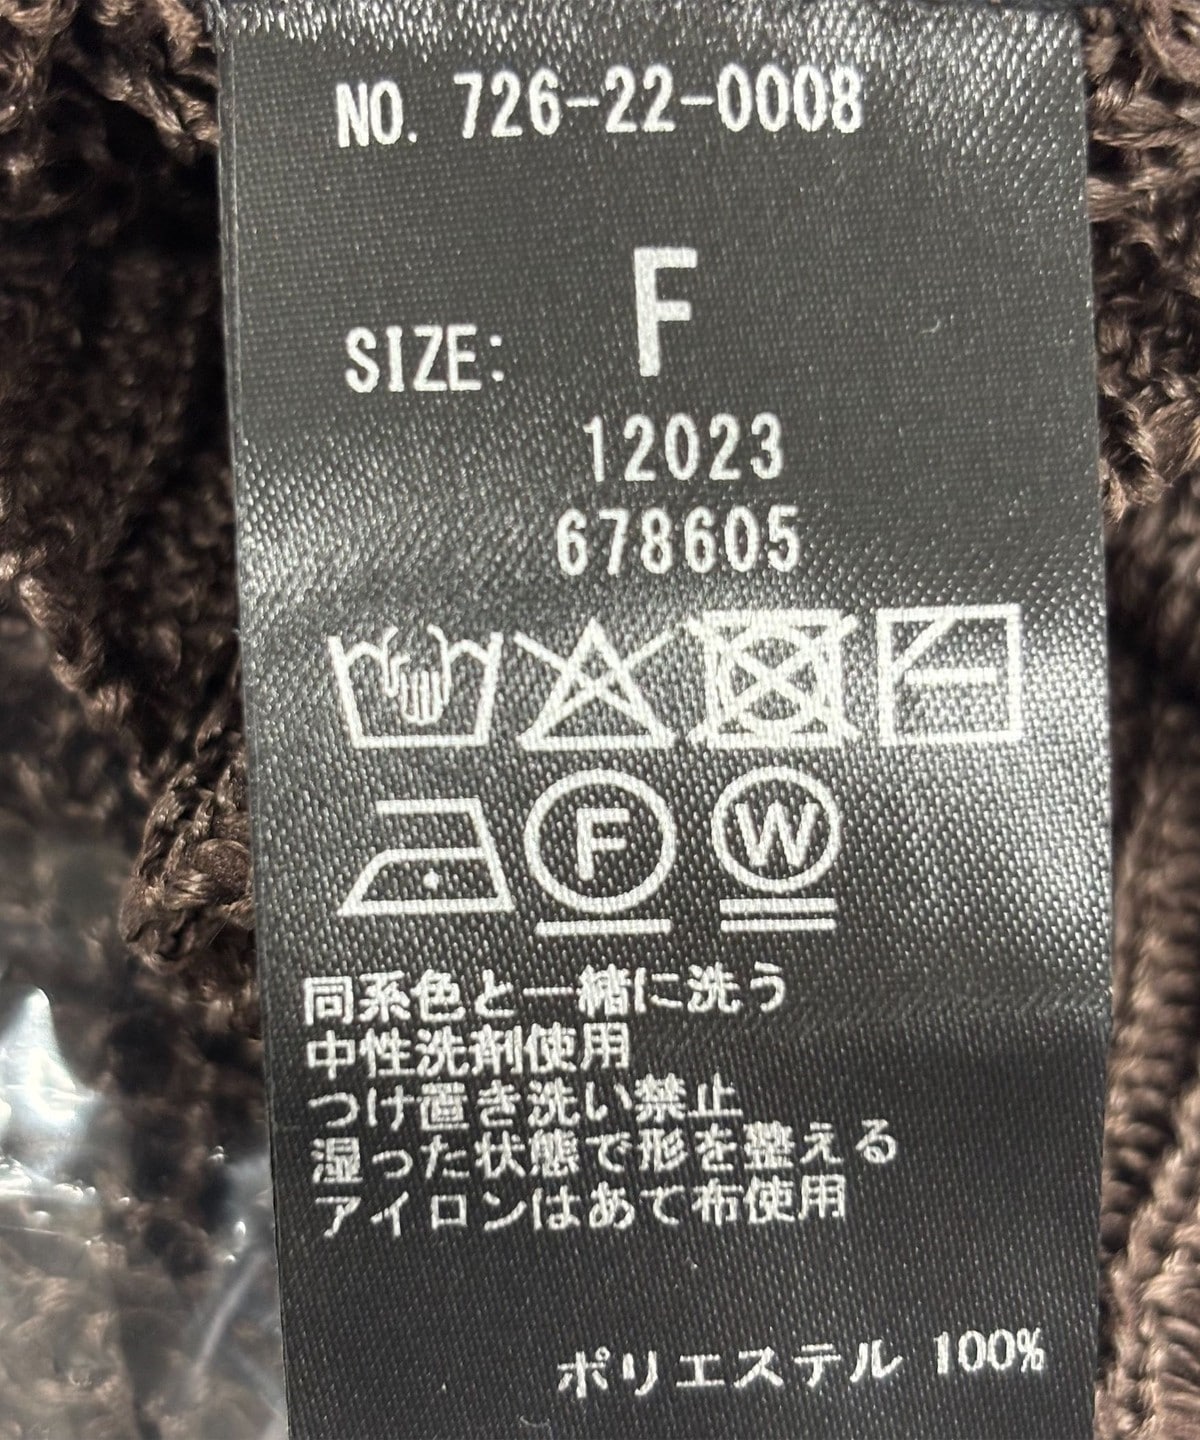 NO. 726-22-0008
SIZE: F
12023
678605
F W
同系色と一緒に洗う
中性洗剤使用
つけ置き洗い禁止
湿った状態で形を整える
アイロンはあて布使用
ポリエステル 100%